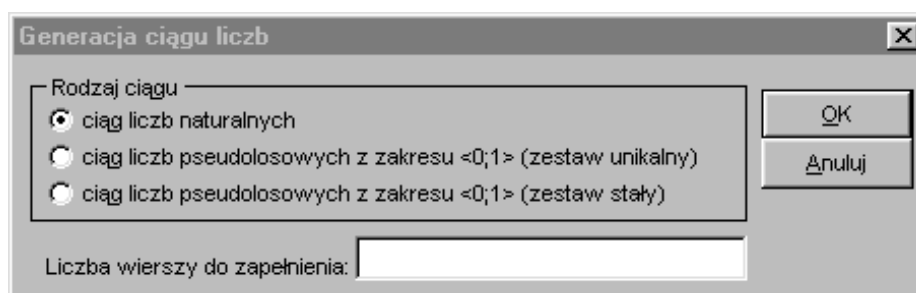 Generacja ciągu liczb
Rodzaj ciągu
ciąg liczb naturalnych
ciąg liczb pseudolosowych z zakresu <0;1> (zestaw unikalny)
ciąg liczb pseudolosowych z zakresu <0;1> (zestaw stały)
OK
Anuluj
Liczba wierszy do zapełnienia: